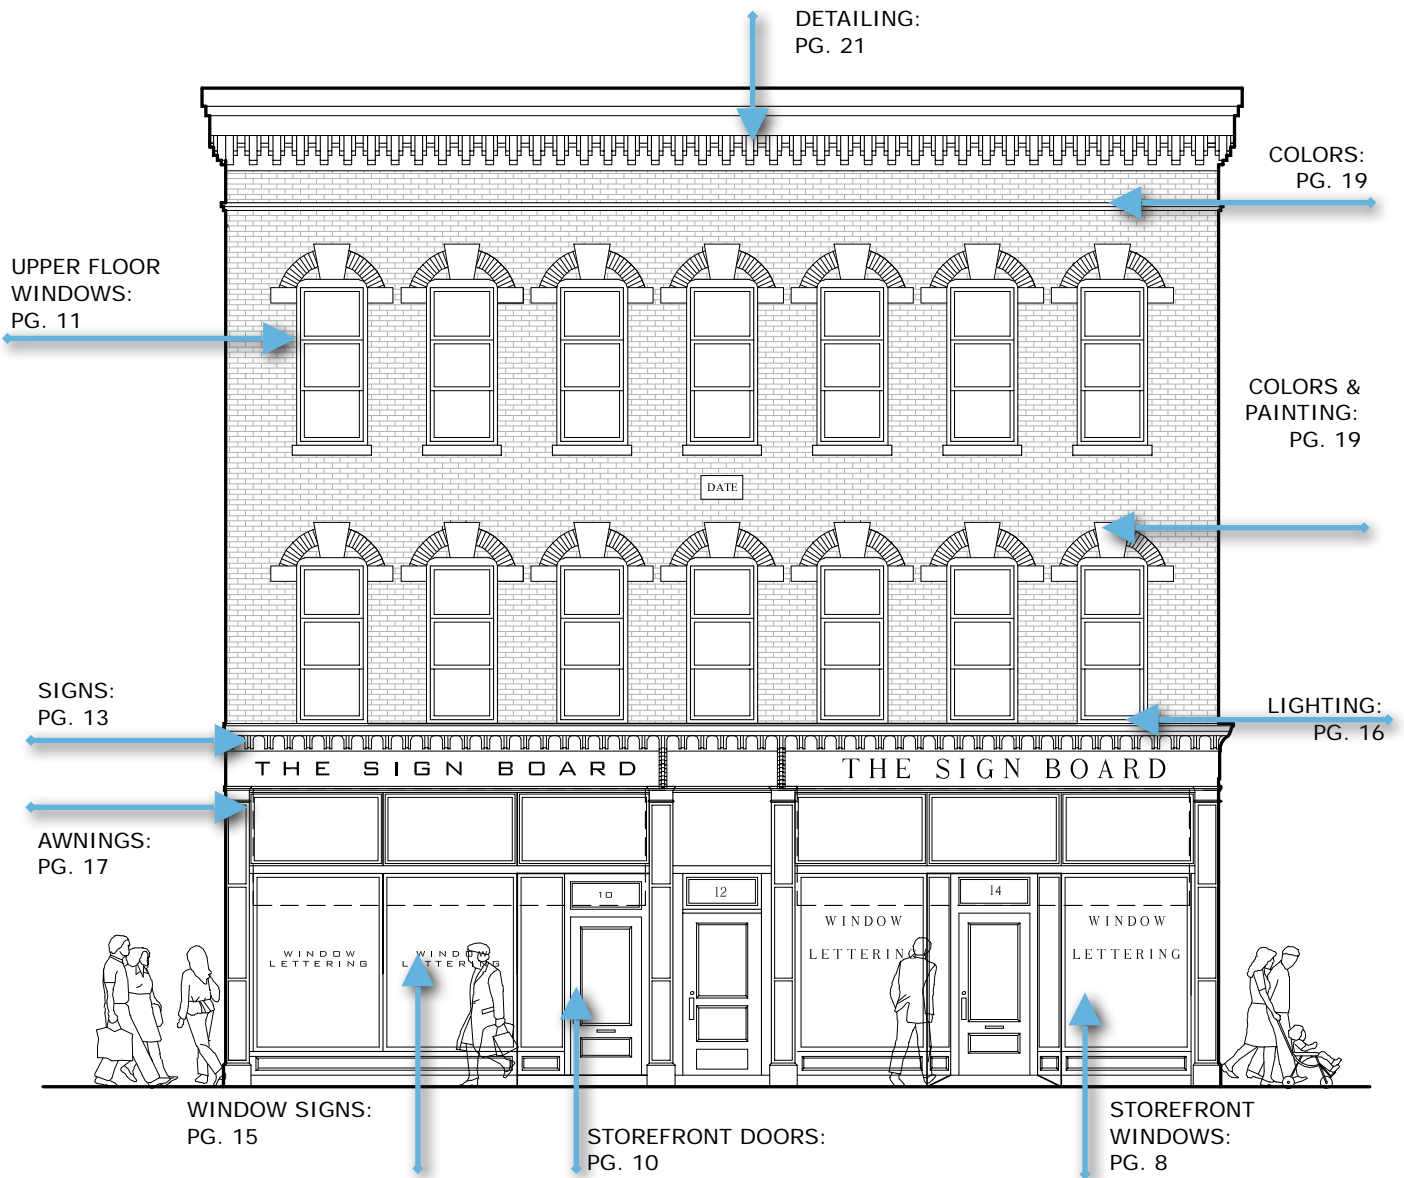 DETAILING:
PG. 21
COLORS:
PG. 19
UPPER FLOOR
WINDOWS:
PG. 11
COLORS &
PAINTING:
PG. 19
DATE
SIGNS:
PG. 13
LIGHTING:
PG. 16
THE SIGN BOARD
THE SIGN BOARD
AWNINGS:
PG. 17
10
12
14
WINDOW
LETTERING
WINDOW
LETTERING
WINDOW
LETTERING
WINDOW
LETTERING
WINDOW SIGNS:
PG. 15
STOREFRONT DOORS:
PG. 10
STOREFRONT
WINDOWS:
PG. 8